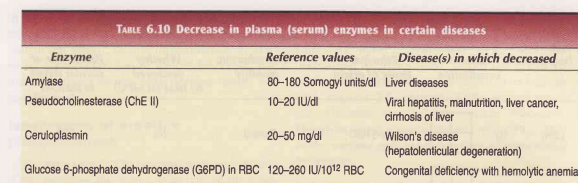 TABLE 6.10 Decrease in plasma (serum) enzymes in certain diseases
Enzyme Reference values Disease(s) in which decreased
Amylase 80–180 Somogyi units/dl Liver diseases
Pseudocholinesterase (ChE II) 10–20 IU/dl Viral hepatitis, malnutrition, liver cancer,
cirrhosis of liver
Ceruloplasmin 20–50 mg/dl Wilson's disease
(hepatolenticular degeneration)
Glucose 6-phosphate dehydrogenase (G6PD) in RBC 120–260 IU/10¹² RBC Congenital deficiency with hemolytic anemia